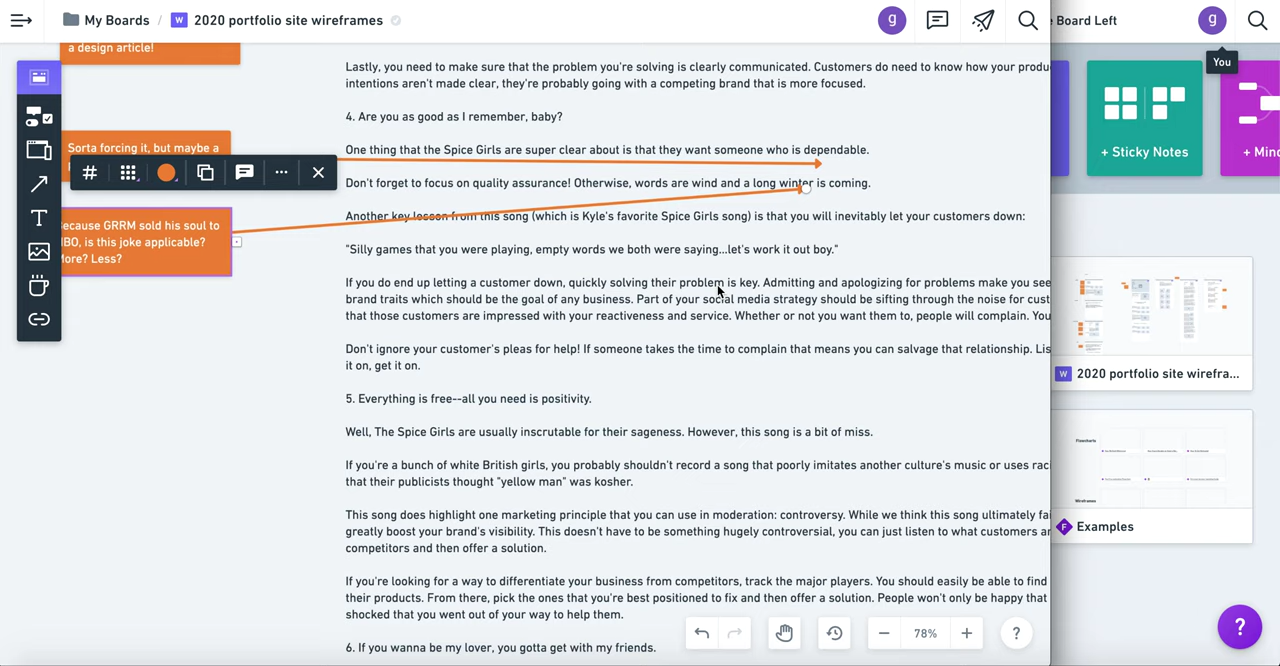 My Boards / 2020 portfolio site wireframes
g
Board Left
g
You
a design article!
Sorta forcing it, but maybe a
Because GRRM sold his soul to
HBO, is this joke applicable?
More? Less?
Lastly, you need to make sure that the problem you're solving is clearly communicated. Customers do need to know how your produ
intentions aren't made clear, they're probably going with a competing brand that is more focused.
4. Are you as good as I remember, baby?
One thing that the Spice Girls are super clear about is that they want someone who is dependable.
Don't forget to focus on quality assurance! Otherwise, words are wind and a long winter is coming.
Another key lesson from this song (which is Kyle's favorite Spice Girls song) is that you will inevitably let your customers down:
"Silly games that you were playing, empty words we both were saying...let's work it out boy."
If you do end up letting a customer down, quickly solving their problem is key. Admitting and apologizing for problems make you see
brand traits which should be the goal of any business. Part of your social media strategy should be sifting through the noise for cust
that those customers are impressed with your reactiveness and service. Whether or not you want them to, people will complain. You
Don't ignore your customer's pleas for help! If someone takes the time to complain that means you can salvage that relationship. Lis
it on, get it on.
5. Everything is free--all you need is positivity.
Well, The Spice Girls are usually inscrutable for their sageness. However, this song is a bit of miss.
If you're a bunch of white British girls, you probably shouldn't record a song that poorly imitates another culture's music or uses raci
that their publicists thought "yellow man" was kosher.
This song does highlight one marketing principle that you can use in moderation: controversy. While we think this song ultimately fai
greatly boost your brand's visibility. This doesn't have to be something hugely controversial, you can just listen to what customers ar
competitors and then offer a solution.
If you're looking for a way to differentiate your business from competitors, track the major players. You should easily be able to find
their products. From there, pick the ones that you're best positioned to fix and then offer a solution. People won't only be happy that
shocked that you went out of your way to help them.
6. If you wanna be my lover, you gotta get with my friends.
78%
?
+ Sticky Notes
+ Mind
W 2020 portfolio site wirefra...
Flowcharts
Wireframes
F Examples
?